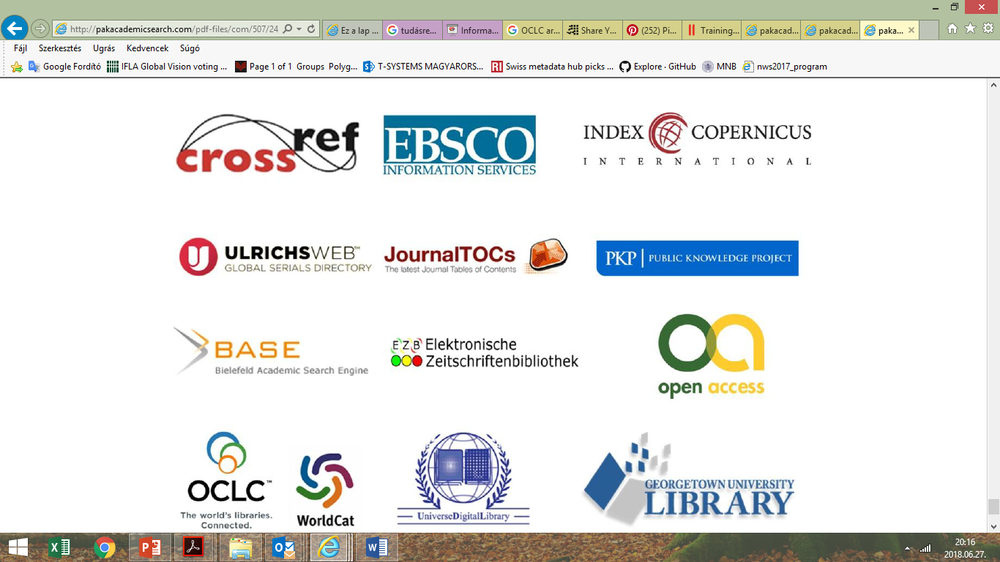 http://pakacademicsearch.com/pdf-files/com/507/24
Ez a lap ...
tudásre...
Informa...
OCLC ar...
Share Y...
(252) Pi...
Training...
pakacad...
pakacad...
paka...
Fájl Szerkesztés Ugrás Kedvencek Súgó
Google Fordító
IFLA Global Vision voting ...
Page 1 of 1 Groups Polyg...
T-SYSTEMS MAGYARORS...
Swiss metadata hub picks ...
Explore · GitHub
MNB
nws2017_program
cross ref
EBSCO
INFORMATION SERVICES
INDEX COPERNICUS
INTERNATIONAL
ULRICHSWEB™
GLOBAL SERIALS DIRECTORY
JournalTOCs
The latest Journal Tables of Contents
PKP | PUBLIC KNOWLEDGE PROJECT
BASE
Bielefeld Academic Search Engine
EZB Elektronische
Zeitschriftenbibliothek
oa
open access
OCLC™
The world's libraries.
Connected.
WorldCat
UniverseDigitalLibrary
GEORGETOWN UNIVERSITY
LIBRARY
20:16
2018.06.27.